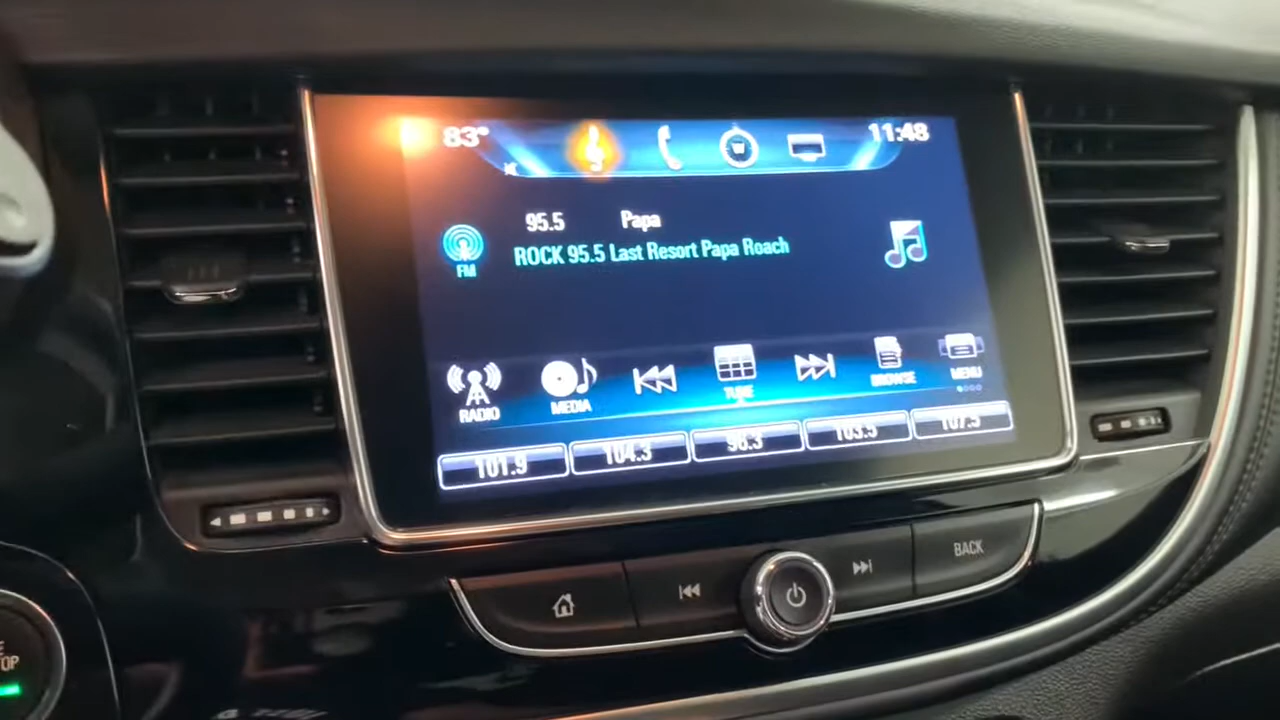 83° 11:48
95.5 Papa
FM ROCK 95.5 Last Resort Papa Roach
RADIO MEDIA TUNE BROWSE MENU
101.9 104.3 98.3 103.5 107.5
BACK